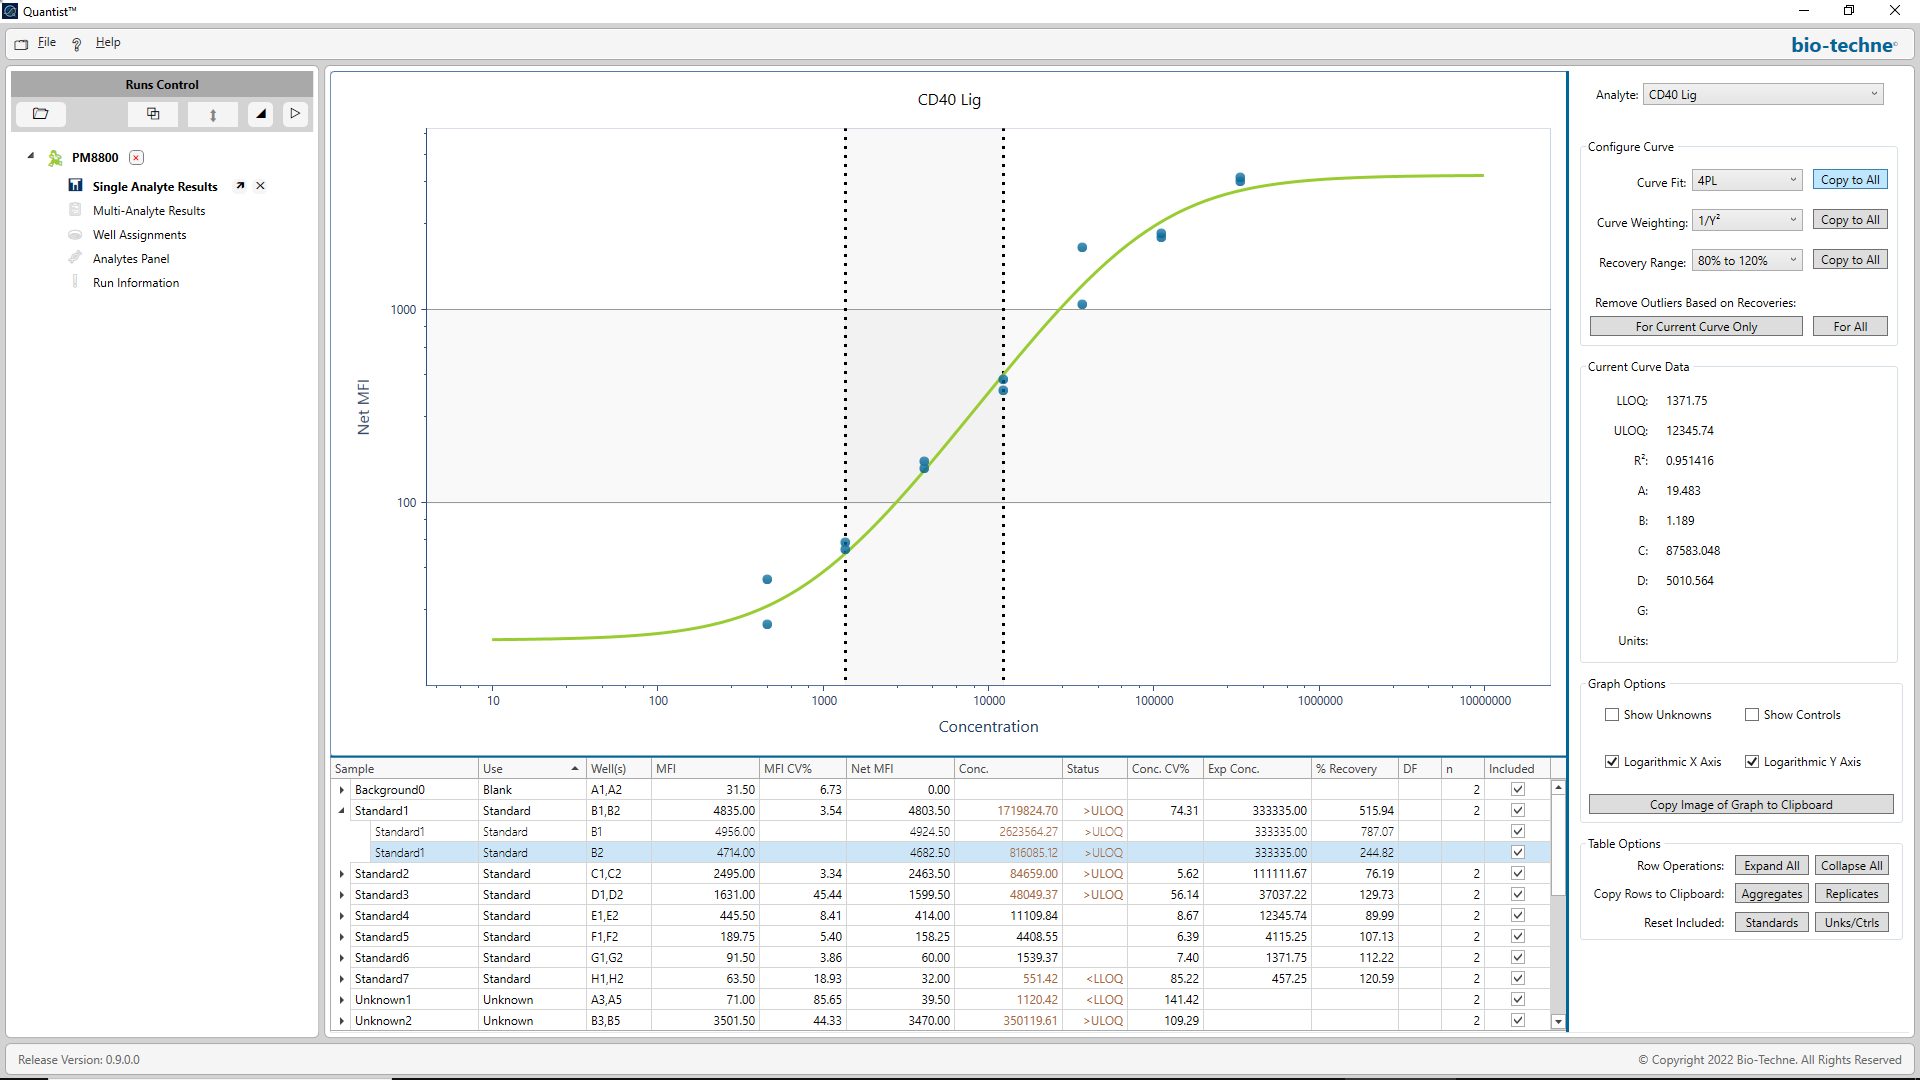 Quantist™
File
Help
bio-techne®
Runs Control
PM8800
Single Analyte Results
Multi-Analyte Results
Well Assignments
Analytes Panel
Run Information
CD40 Lig
Net MFI
1000
100
10 100 1000 10000 100000 1000000 10000000
Concentration
Sample Use Well(s) MFI MFI CV% Net MFI Conc. Status Conc. CV% Exp Conc. % Recovery DF n Included
Background0 Blank A1,A2 31.50 6.73 0.00 2
Standard1 Standard B1,B2 4835.00 3.54 4803.50 1719824.70 >ULOQ 74.31 333335.00 515.94 2
Standard1 Standard B1 4956.00 4924.50 2623564.27 >ULOQ 333335.00 787.07
Standard1 Standard B2 4714.00 4682.50 816085.12 >ULOQ 333335.00 244.82
Standard2 Standard C1,C2 2495.00 3.34 2463.50 84659.00 >ULOQ 5.62 111111.67 76.19 2
Standard3 Standard D1,D2 1631.00 45.44 1599.50 48049.37 >ULOQ 56.14 37037.22 129.73 2
Standard4 Standard E1,E2 445.50 8.41 414.00 11109.84 8.67 12345.74 89.99 2
Standard5 Standard F1,F2 189.75 5.40 158.25 4408.55 6.39 4115.25 107.13 2
Standard6 Standard G1,G2 91.50 3.86 60.00 1539.37 7.40 1371.75 112.22 2
Standard7 Standard H1,H2 63.50 18.93 32.00 551.42 <LLOQ 85.22 457.25 120.59 2
Unknown1 Unknown A3,A5 71.00 85.65 39.50 1120.42 <LLOQ 141.42 2
Unknown2 Unknown B3,B5 3501.50 44.33 3470.00 350119.61 >ULOQ 109.29 2
Analyte: CD40 Lig
Configure Curve
Curve Fit: 4PL Copy to All
Curve Weighting: 1/Y² Copy to All
Recovery Range: 80% to 120% Copy to All
Remove Outliers Based on Recoveries:
For Current Curve Only For All
Current Curve Data
LLOQ: 1371.75
ULOQ: 12345.74
R²: 0.951416
A: 19.483
B: 1.189
C: 87583.048
D: 5010.564
G:
Units:
Graph Options
Show Unknowns Show Controls
Logarithmic X Axis Logarithmic Y Axis
Copy Image of Graph to Clipboard
Table Options
Row Operations: Expand All Collapse All
Copy Rows to Clipboard: Aggregates Replicates
Reset Included: Standards Unks/Ctrls
Release Version: 0.9.0.0
© Copyright 2022 Bio-Techne. All Rights Reserved